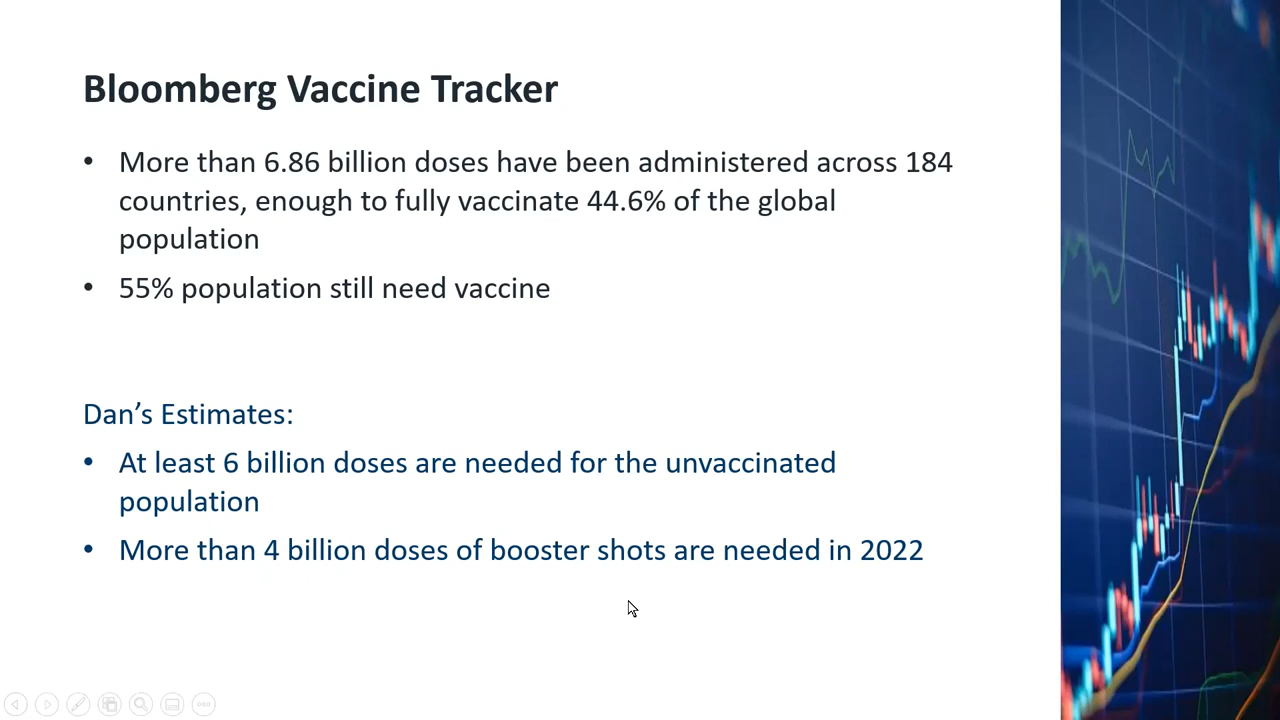 Bloomberg Vaccine Tracker
• More than 6.86 billion doses have been administered across 184
countries, enough to fully vaccinate 44.6% of the global
population
• 55% population still need vaccine
Dan’s Estimates:
• At least 6 billion doses are needed for the unvaccinated
population
• More than 4 billion doses of booster shots are needed in 2022